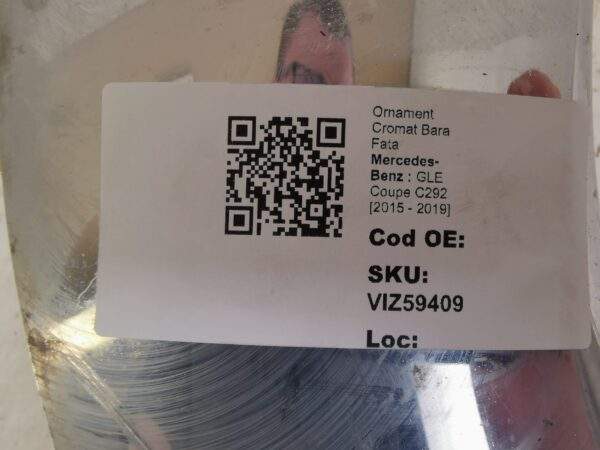 Ornament
Cromat Bara
Fata
Mercedes-
Benz : GLE
Coupe C292
[2015 - 2019]
Cod OE:
SKU:
VIZ59409
Loc: